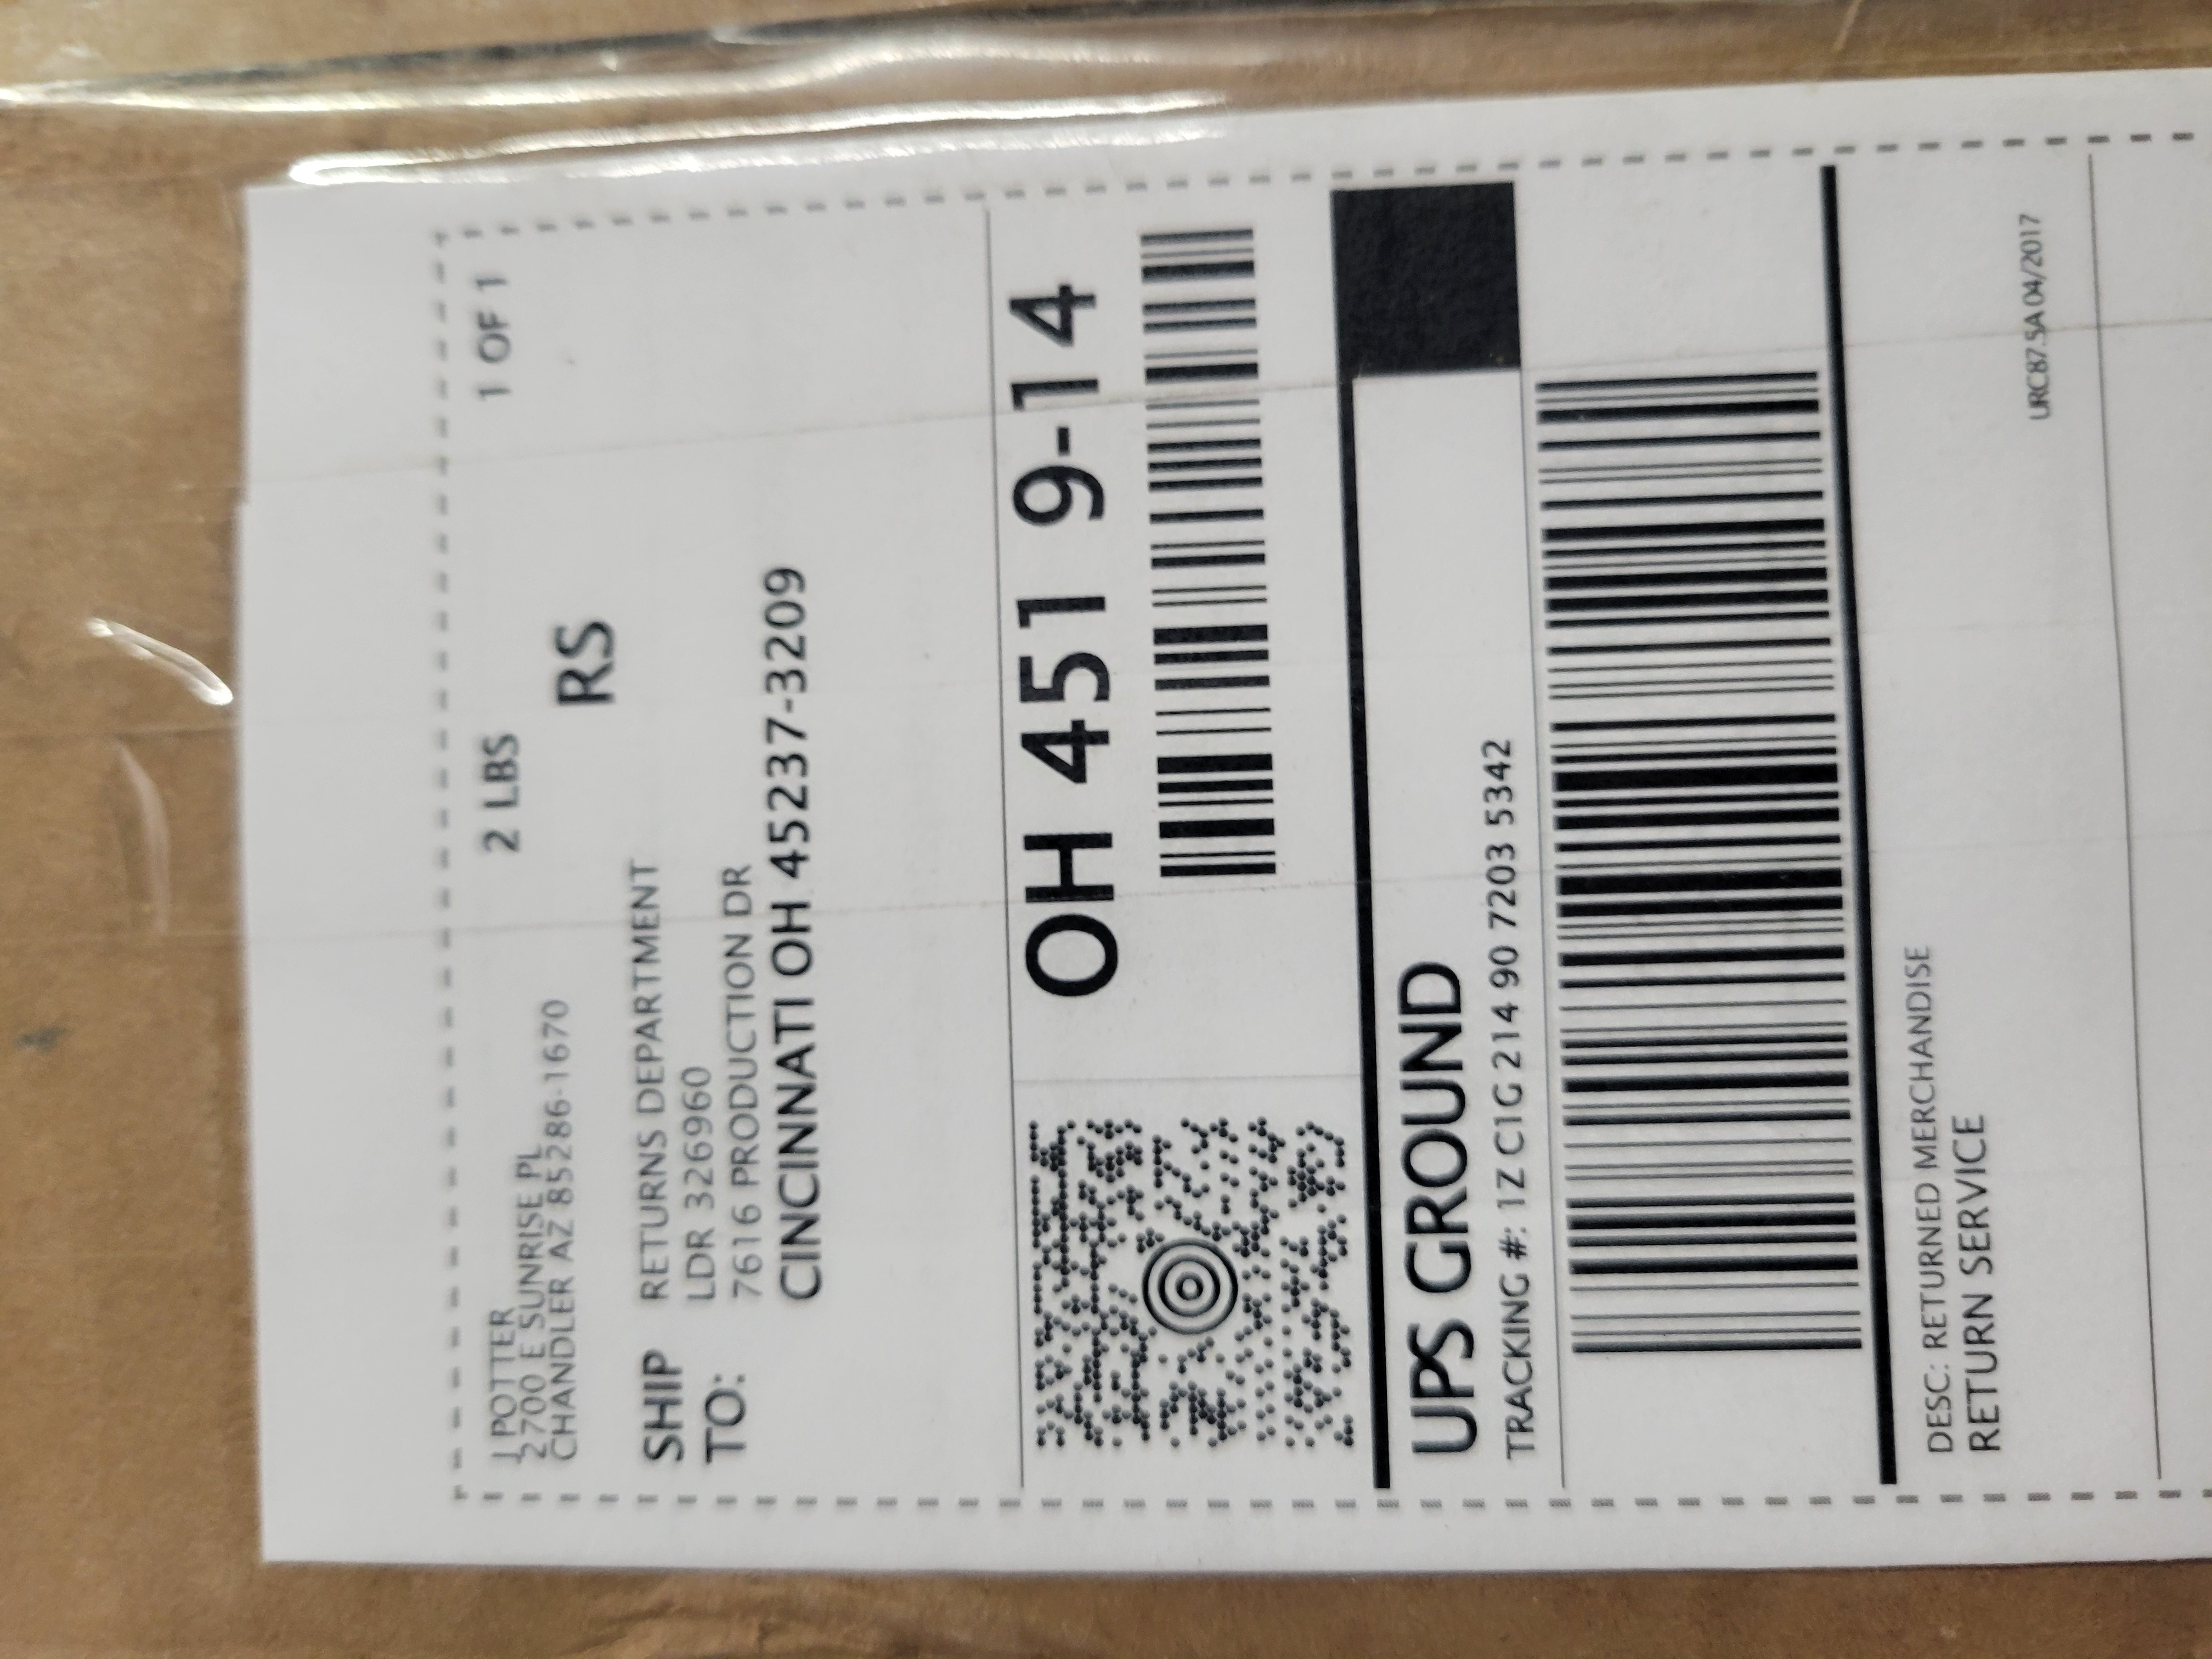 J POTTER
2700 E SUNRISE PL
CHANDLER AZ 85286-1670
2 LBS
1 OF 1
RS
SHIP TO:
RETURNS DEPARTMENT
LDR 326960
7616 PRODUCTION DR
CINCINNATI OH 45237-3209
OH 451 9-14
UPS GROUND
TRACKING #: 1Z C1G 214 90 7203 5342
DESC: RETURNED MERCHANDISE
RETURN SERVICE
URC87.5A 04/2017